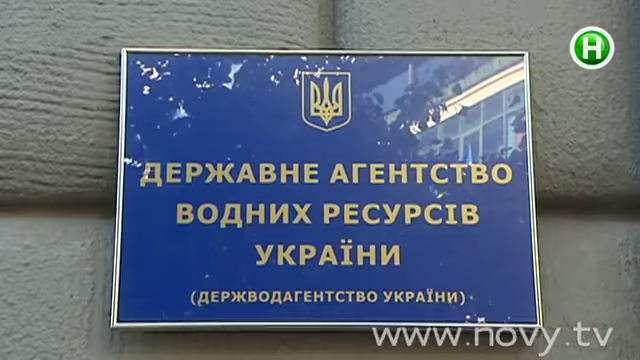 Н
ДЕРЖАВНЕ АГЕНТСТВО
ВОДНИХ РЕСУРСІВ
УКРАЇНИ
(ДЕРЖВОДАГЕНТСТВО УКРАЇНИ)
www.novy.tv